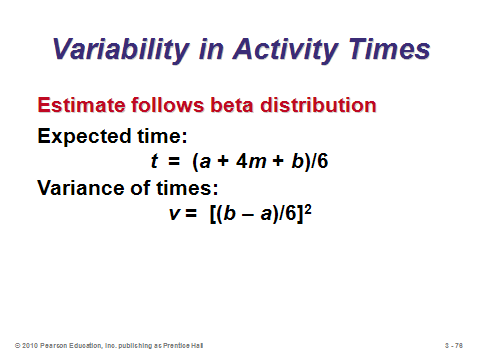 Variability in Activity Times
Estimate follows beta distribution
Expected time:
t = (a + 4m + b)/6
Variance of times:
v = [(b – a)/6]²
© 2010 Pearson Education, Inc. publishing as Prentice Hall
3 - 76